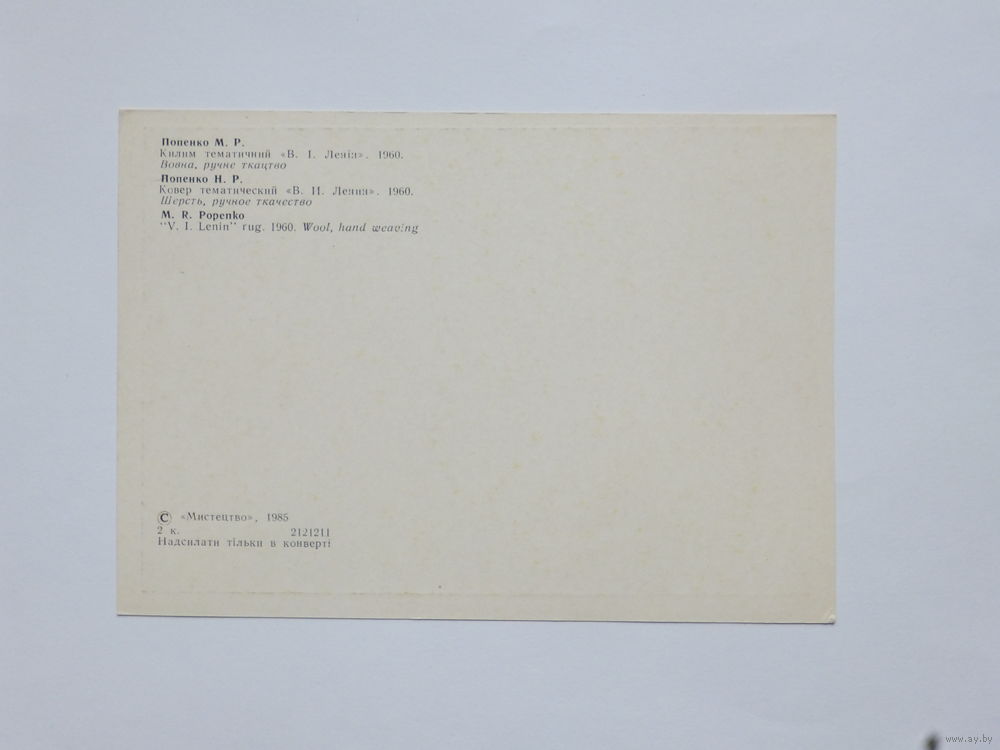 Попенко М. Р.
Килим тематичний «В. І. Ленін». 1960.
Вовна, ручне ткацтво
Попенко Н. Р.
Ковер тематический «В. И. Ленин». 1960.
Шерсть, ручное ткачество
M. R. Popenko
"V. I. Lenin" rug. 1960. Wool, hand weaving
© «Мистецтво», 1985
2 к. 2121211
Надсилати тільки в конверті
www.ay.by